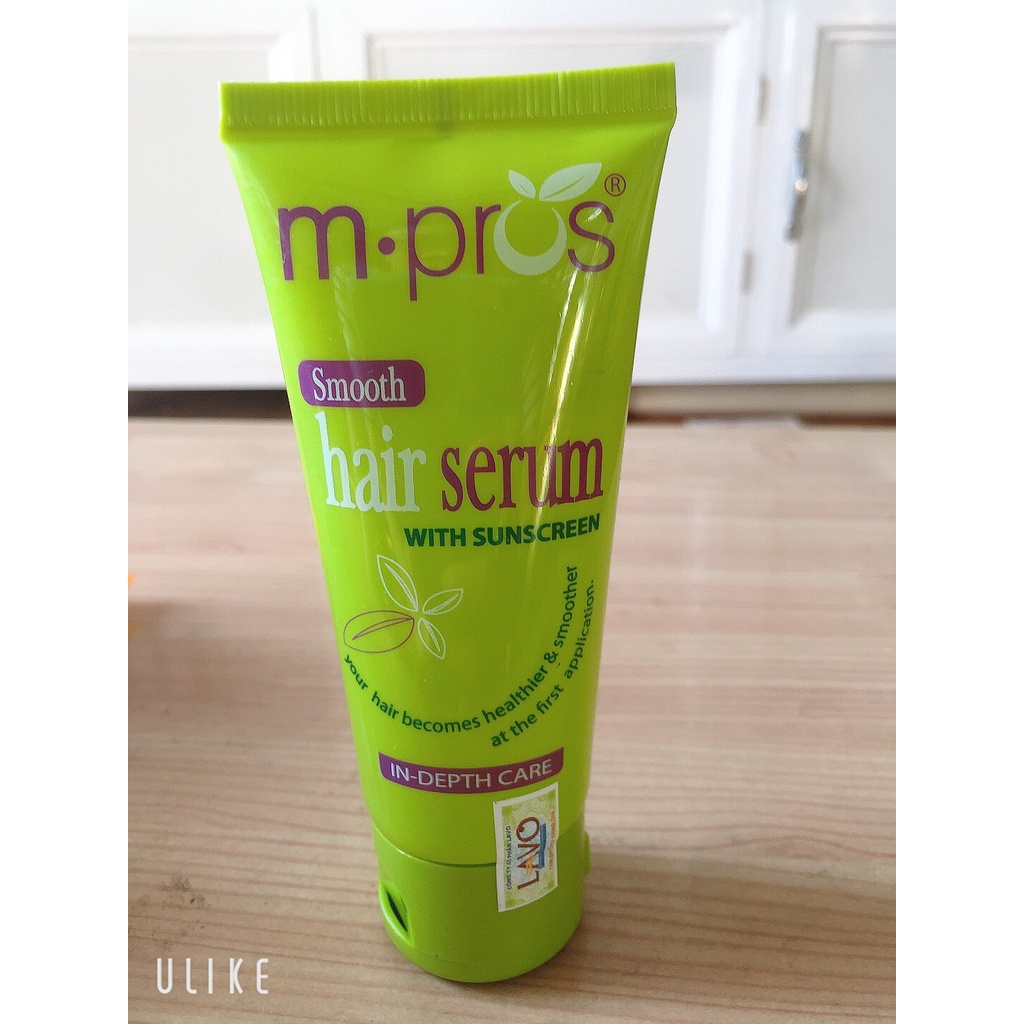 m·pros®
Smooth
hair serum
WITH SUNSCREEN
your hair becomes healthier & smoother
at the first application.
IN-DEPTH CARE
LAVO
ULIKE